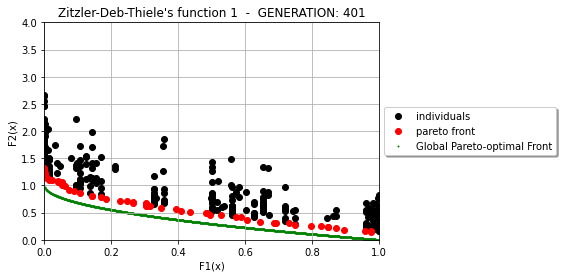 Zitzler-Deb-Thiele's function 1 - GENERATION: 401
4.0
3.5
3.0
2.5
2.0
1.5
1.0
0.5
0.0
F2(x)
0.0 0.2 0.4 0.6 0.8 1.0
F1(x)
individuals
pareto front
Global Pareto-optimal Front